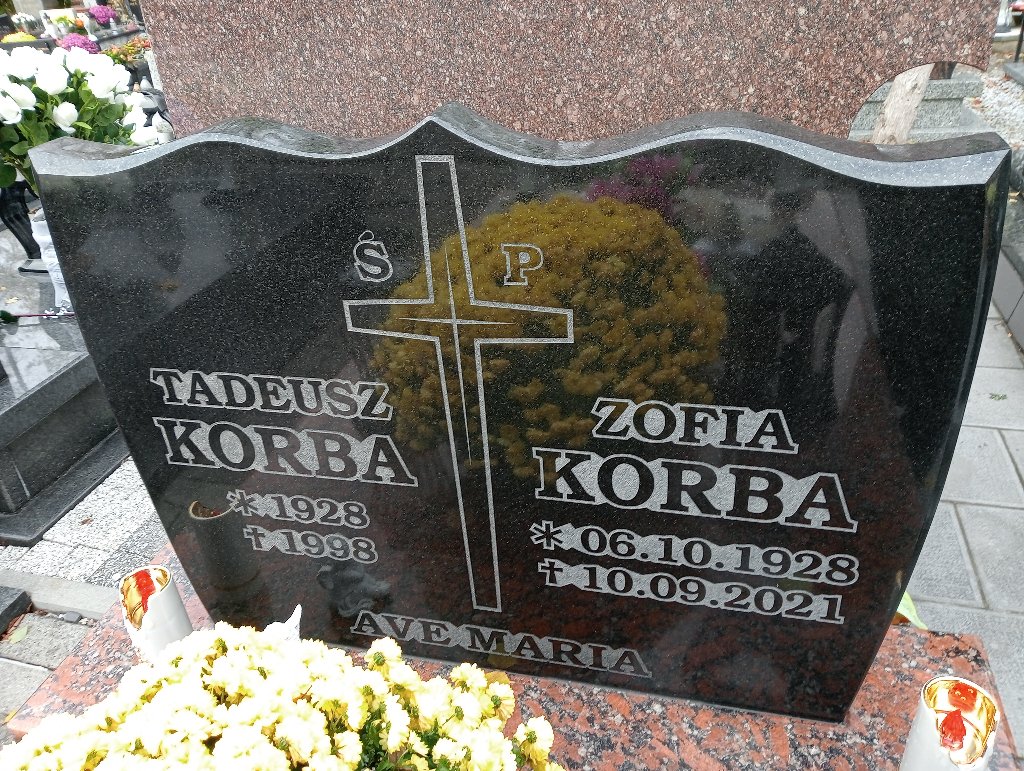 Ś P
TADEUSZ
KORBA
* 1928
† 1998
ZOFIA
KORBA
* 06.10.1928
† 10.09.2021
AVE MARIA